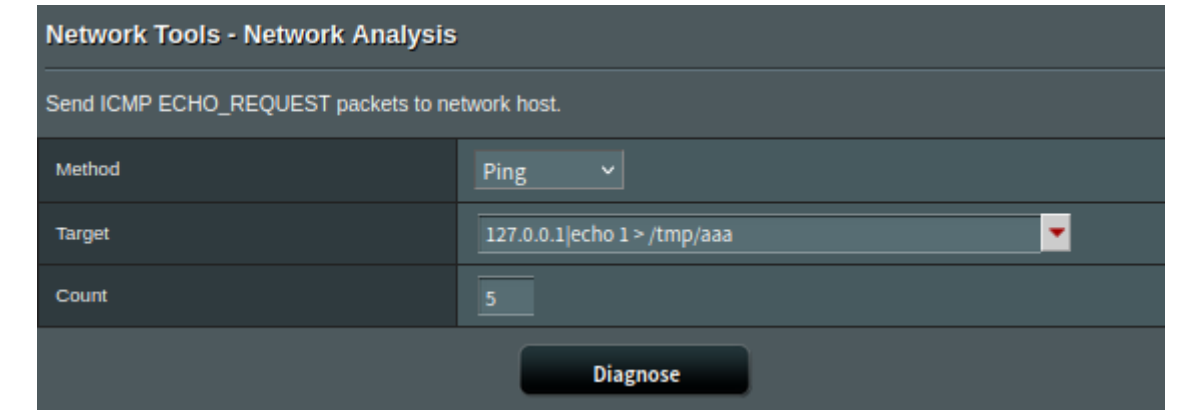 Network Tools - Network Analysis
Send ICMP ECHO_REQUEST packets to network host.
Method
Ping
Target
127.0.0.1|echo 1 > /tmp/aaa
Count
5
Diagnose